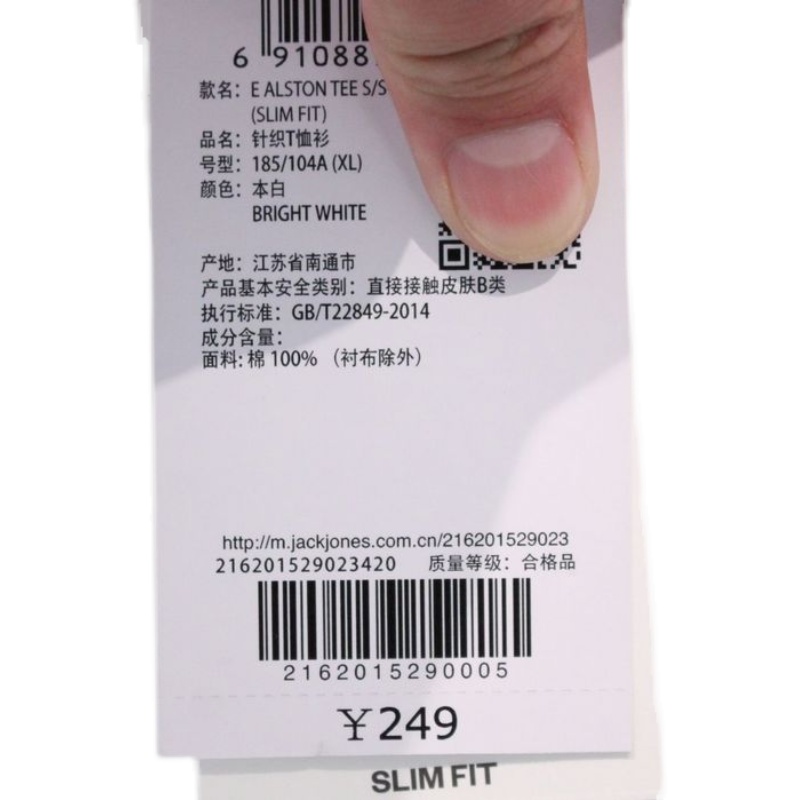 6 91088
款名: E ALSTON TEE S/S
(SLIM FIT)
品名: 针织T恤衫
号型: 185/104A (XL)
颜色: 本白
BRIGHT WHITE
产地: 江苏省南通市
产品基本安全类别: 直接接触皮肤B类
执行标准: GB/T22849-2014
成分含量:
面料: 棉 100% (衬布除外)
http://m.jackjones.com.cn/216201529023
216201529023420 质量等级: 合格品
2162015290005
¥249
SLIM FIT